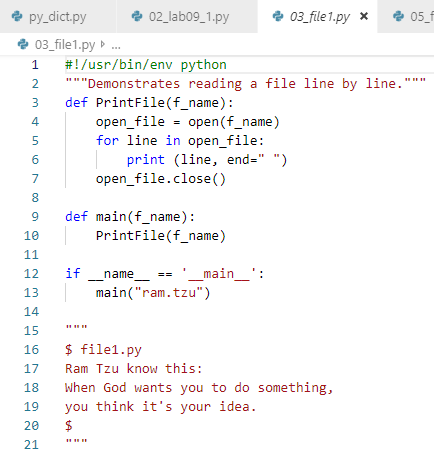 py_dict.py 02_lab09_1.py 03_file1.py × 05_f
03_file1.py > ...
1 #!/usr/bin/env python
2 """Demonstrates reading a file line by line."""
3 def PrintFile(f_name):
4     open_file = open(f_name)
5     for line in open_file:
6         print (line, end=" ")
7     open_file.close()
8
9 def main(f_name):
10     PrintFile(f_name)
11
12 if __name__ == '__main__':
13     main("ram.tzu")
14
15 """
16 $ file1.py
17 Ram Tzu know this:
18 When God wants you to do something,
19 you think it's your idea.
20 $
21 """